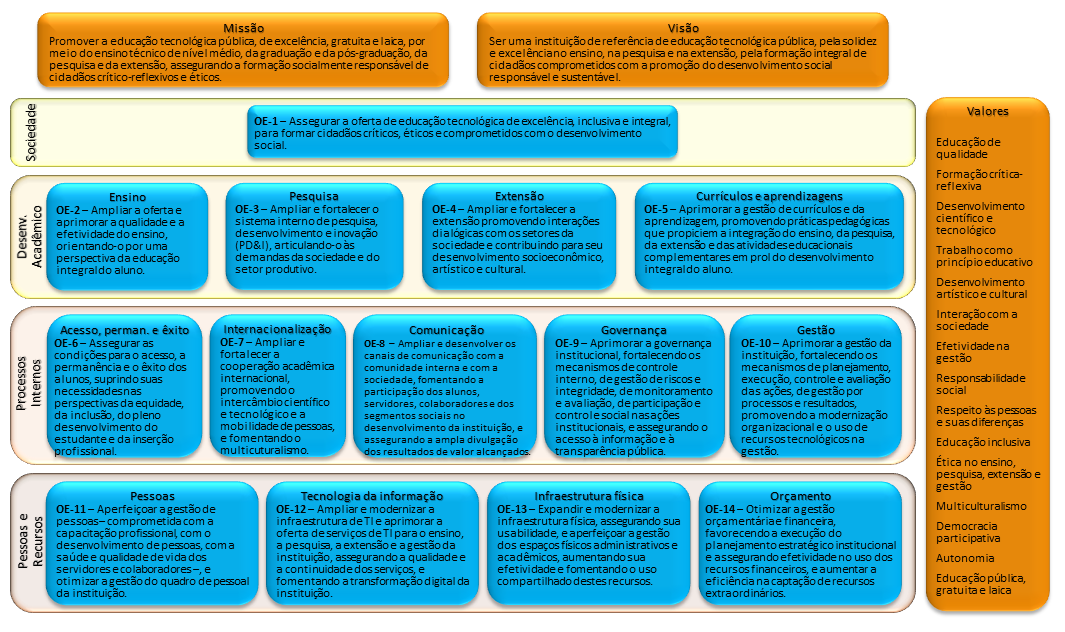 Missão
Promover a educação tecnológica pública, de excelência, gratuita e laica, por
meio do ensino técnico de nível médio, da graduação e da pós-graduação, da
pesquisa e da extensão, assegurando a formação socialmente responsável de
cidadãos crítico-reflexivos e éticos.
Visão
Ser uma instituição de referência de educação tecnológica pública, pela solidez
e excelência no ensino, na pesquisa e na extensão, pela formação integral de
cidadãos comprometidos com a promoção do desenvolvimento social
responsável e sustentável.
Sociedade
OE-1 – Assegurar a oferta de educação tecnológica de excelência, inclusiva e integral,
para formar cidadãos críticos, éticos e comprometidos com o desenvolvimento
social.
Desenv.
Acadêmico
Ensino
OE-2 – Ampliar a oferta e
aprimorar a qualidade e a
efetividade do ensino,
orientando-o por uma
perspectiva da educação
integral do aluno.
Pesquisa
OE-3 – Ampliar e fortalecer o
sistema interno de pesquisa,
desenvolvimento e inovação
(PD&I), articulando-o às
demandas da sociedade e do
setor produtivo.
Extensão
OE-4 – Ampliar e fortalecer a
extensão promovendo interações
dialógicas com os setores da
sociedade e contribuindo para seu
desenvolvimento socioeconômico,
artístico e cultural.
Currículos e aprendizagens
OE-5 – Aprimorar a gestão de currículos e da
aprendizagem, promovendo práticas pedagógicas
que propiciem a integração do ensino, da pesquisa,
da extensão e das atividades educacionais
complementares em prol do desenvolvimento
integral do aluno.
Processos
Internos
Acesso, perman. e êxito
OE-6 – Assegurar as
condições para o acesso, a
permanência e o êxito dos
alunos, suprindo suas
necessidades nas
perspectivas da equidade,
da inclusão, do pleno
desenvolvimento do
estudante e da inserção
profissional.
Internacionalização
OE-7 – Ampliar e
fortalecer a
cooperação acadêmica
internacional,
promovendo o
intercâmbio científico
e tecnológico e a
mobilidade de pessoas,
e fomentando o
multiculturalismo.
Comunicação
OE-8 – Ampliar e desenvolver os
canais de comunicação com a
comunidade interna e com a
sociedade, fomentando a
participação dos alunos,
servidores, colaboradores e dos
segmentos sociais no
desenvolvimento da instituição, e
assegurando a ampla divulgação
dos resultados de valor alcançados.
Governança
OE-9 – Aprimorar a governança
institucional, fortalecendo os
mecanismos de controle
interno, de gestão de riscos e
integridade, de monitoramento
e avaliação, de participação e
controle social nas ações
institucionais, e assegurando o
acesso à informação e à
transparência pública.
Gestão
OE-10 – Aprimorar a gestão da
instituição, fortalecendo os
mecanismos de planejamento,
execução, controle e avaliação
das ações, de gestão por
processos e resultados,
promovendo a modernização
organizacional e o uso de
recursos tecnológicos na
gestão.
Pessoas e
Recursos
Pessoas
OE-11 – Aperfeiçoar a gestão de
pessoas – comprometida com a
capacitação profissional, com o
desenvolvimento de pessoas, com a
saúde e qualidade de vida dos
servidores e colaboradores –, e
otimizar a gestão do quadro de pessoal
da instituição.
Tecnologia da informação
OE-12 – Ampliar e modernizar a
infraestrutura de TI e aprimorar a
oferta de serviços de TI para o ensino,
a pesquisa, a extensão e a gestão da
instituição, assegurando a qualidade e
a continuidade dos serviços, e
fomentando a transformação digital da
instituição.
Infraestrutura física
OE-13 – Expandir e modernizar a
infraestrutura física, assegurando sua
usabilidade, e aperfeiçoar a gestão
dos espaços físicos administrativos e
acadêmicos, aumentando sua
efetividade e fomentando o uso
compartilhado destes recursos.
Orçamento
OE-14 – Otimizar a gestão
orçamentária e financeira,
favorecendo a execução do
planejamento estratégico institucional
e assegurando efetividade no uso dos
recursos financeiros, e aumentar a
eficiência na captação de recursos
extraordinários.
Valores
Educação de
qualidade
Formação crítica-
reflexiva
Desenvolvimento
científico e
tecnológico
Trabalho como
princípio educativo
Desenvolvimento
artístico e cultural
Interação com a
sociedade
Efetividade na
gestão
Responsabilidade
social
Respeito às pessoas
e suas diferenças
Educação inclusiva
Ética no ensino,
pesquisa, extensão e
gestão
Multiculturalismo
Democracia
participativa
Autonomia
Educação pública,
gratuita e laica